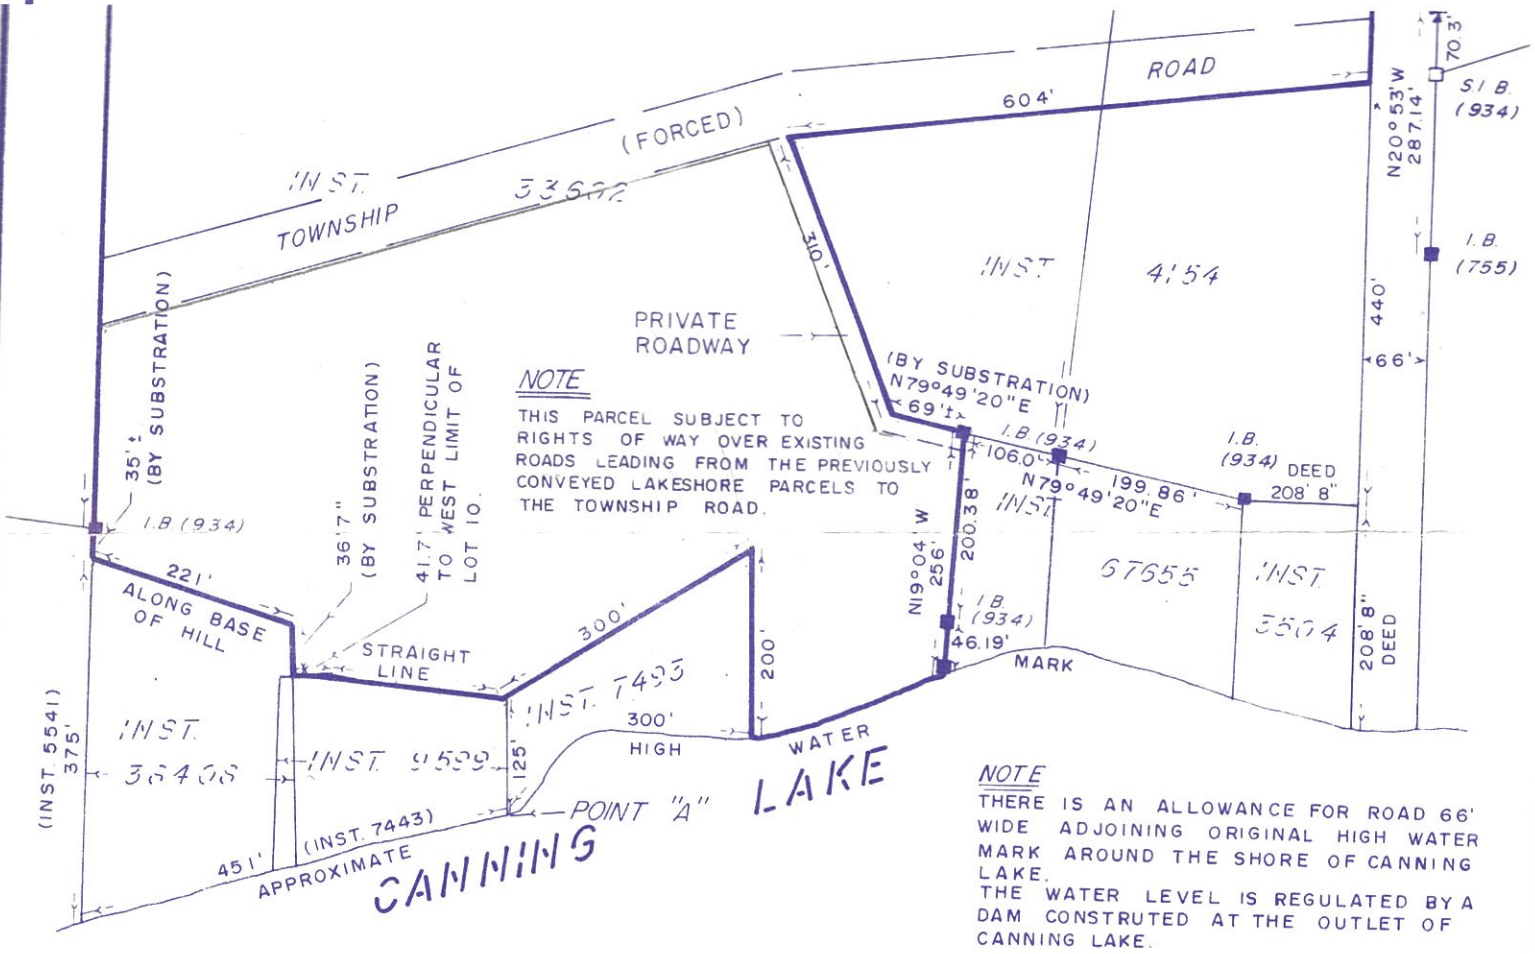 70.3'
ROAD
S.I B.
(934)
604'
N20°53' W
287.14'
(FORCED)
INST. 33602
TOWNSHIP
310'
INST 4154
I.B.
(755)
440'
66'
PRIVATE
ROADWAY
(BY SUBSTRATION)
N79°49'20"E
69'±
I.B. (934)
106.0'
N79°49'20"E
199.86'
I.B.
(934)
DEED
208' 8"
NOTE
THIS PARCEL SUBJECT TO
RIGHTS OF WAY OVER EXISTING
ROADS LEADING FROM THE PREVIOUSLY
CONVEYED LAKESHORE PARCELS TO
THE TOWNSHIP ROAD.
35'±
(BY SUBSTRATION)
36'7"
(BY SUBSTRATION)
41.7' PERPENDICULAR
TO WEST LIMIT OF
LOT 10.
I.B (934)
221'
ALONG BASE
OF HILL
STRAIGHT
LINE
300'
200'
N19°04' W
256'
200.38'
I B.
(934)
46.19'
INST.
67655
INST.
3504
208' 8"
DEED
MARK
INST. 7493
300'
HIGH
WATER
LAKE
(INST. 5541)
375'
INST.
36406
INST. 9599
125'
POINT "A"
451'
(INST. 7443)
APPROXIMATE
CANNING
NOTE
THERE IS AN ALLOWANCE FOR ROAD 66'
WIDE ADJOINING ORIGINAL HIGH WATER
MARK AROUND THE SHORE OF CANNING
LAKE.
THE WATER LEVEL IS REGULATED BY A
DAM CONSTRUTED AT THE OUTLET OF
CANNING LAKE.